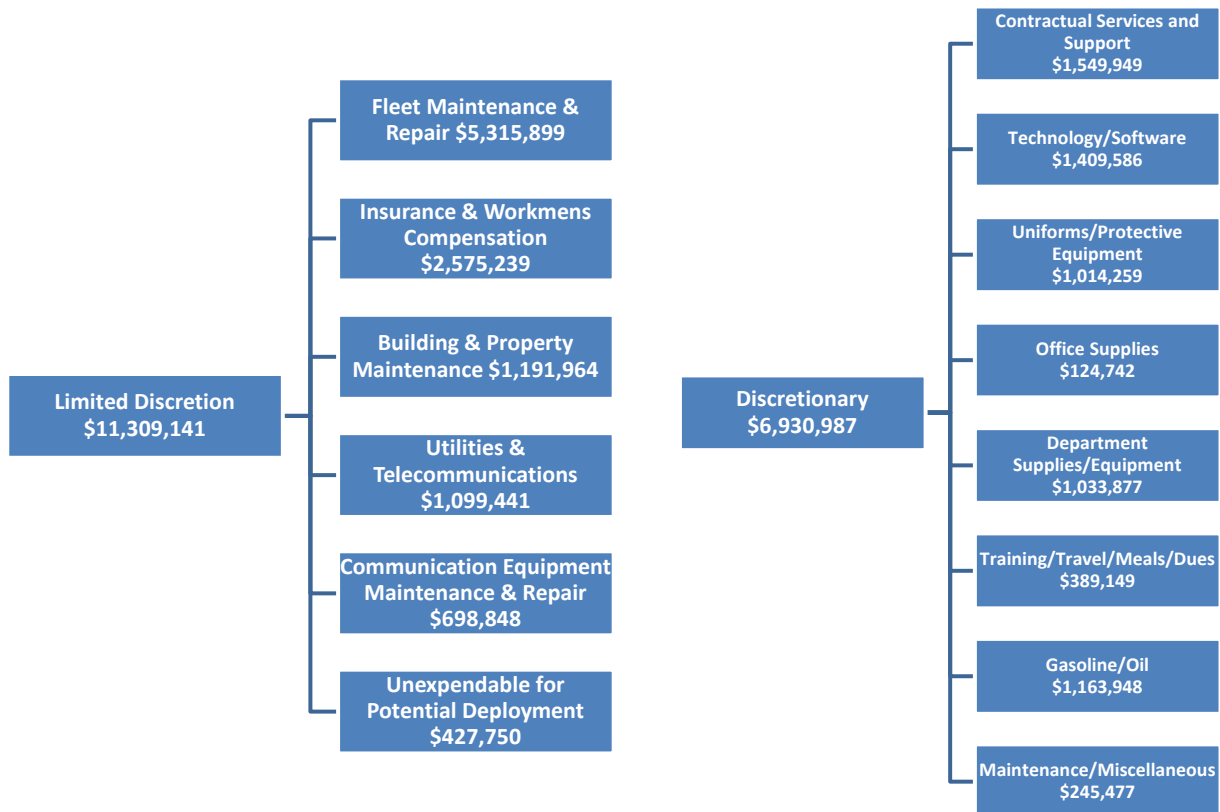 Limited Discretion
$11,309,141
Fleet Maintenance &
Repair $5,315,899
Insurance & Workmens
Compensation
$2,575,239
Building & Property
Maintenance $1,191,964
Utilities &
Telecommunications
$1,099,441
Communication Equipment
Maintenance & Repair
$698,848
Unexpendable for
Potential Deployment
$427,750
Discretionary
$6,930,987
Contractual Services and
Support
$1,549,949
Technology/Software
$1,409,586
Uniforms/Protective
Equipment
$1,014,259
Office Supplies
$124,742
Department
Supplies/Equipment
$1,033,877
Training/Travel/Meals/Dues
$389,149
Gasoline/Oil
$1,163,948
Maintenance/Miscellaneous
$245,477